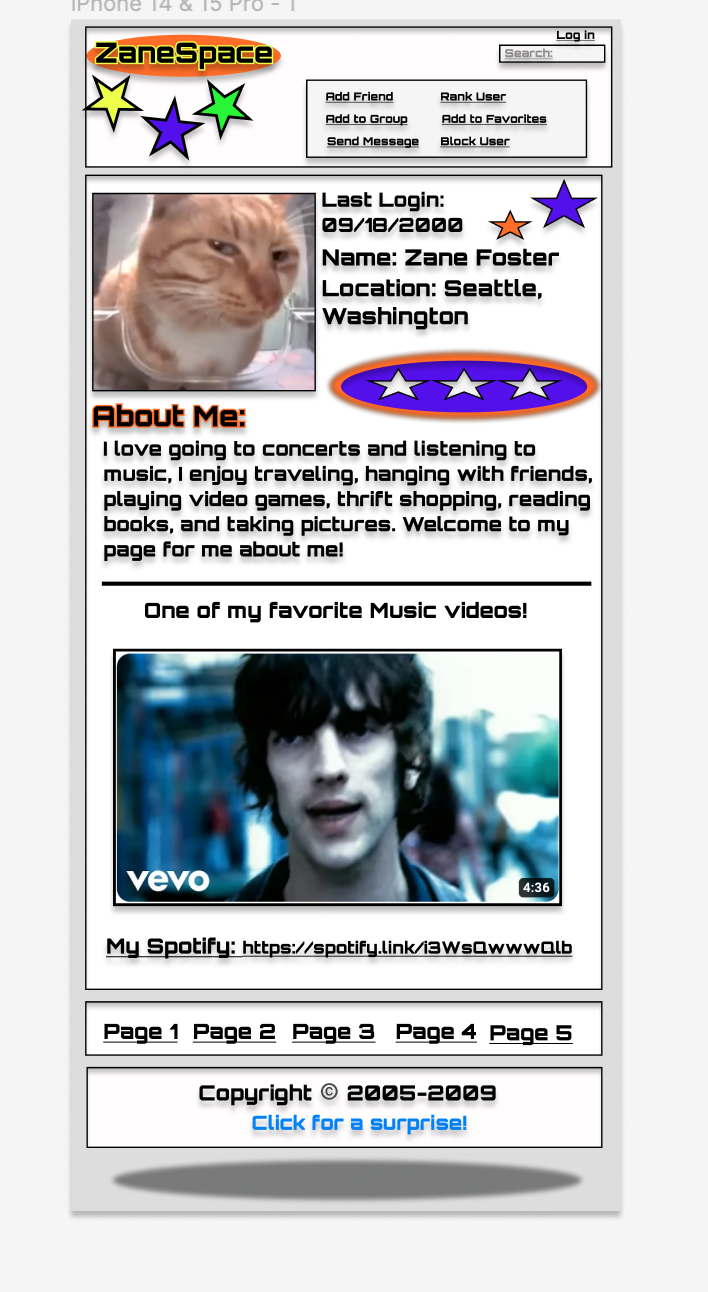 iPhone 14 & 15 Pro - 1
ZaneSpace
Log in
Search:
Add Friend
Rank User
Add to Group
Add to Favorites
Send Message
Block User
Last Login:
09/18/2000
Name: Zane Foster
Location: Seattle,
Washington
About Me:
I love going to concerts and listening to
music, I enjoy traveling, hanging with friends,
playing video games, thrift shopping, reading
books, and taking pictures. Welcome to my
page for me about me!
One of my favorite Music videos!
vevo
4:36
My Spotify: https://spotify.link/i3WsQwwwQlb
Page 1 Page 2 Page 3 Page 4 Page 5
Copyright © 2005-2009
Click for a surprise!